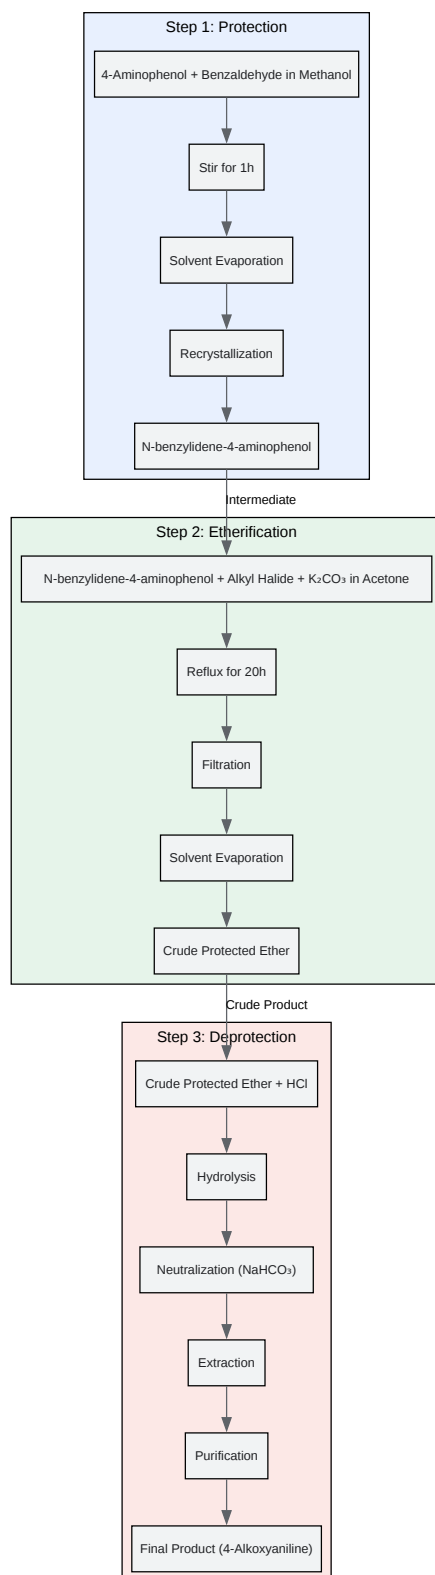 Step 1: Protection
4-Aminophenol + Benzaldehyde in Methanol
Stir for 1h
Solvent Evaporation
Recrystallization
N-benzylidene-4-aminophenol
Intermediate
Step 2: Etherification
N-benzylidene-4-aminophenol + Alkyl Halide + K₂CO₃ in Acetone
Reflux for 20h
Filtration
Solvent Evaporation
Crude Protected Ether
Crude Product
Step 3: Deprotection
Crude Protected Ether + HCl
Hydrolysis
Neutralization (NaHCO₃)
Extraction
Purification
Final Product (4-Alkoxyaniline)